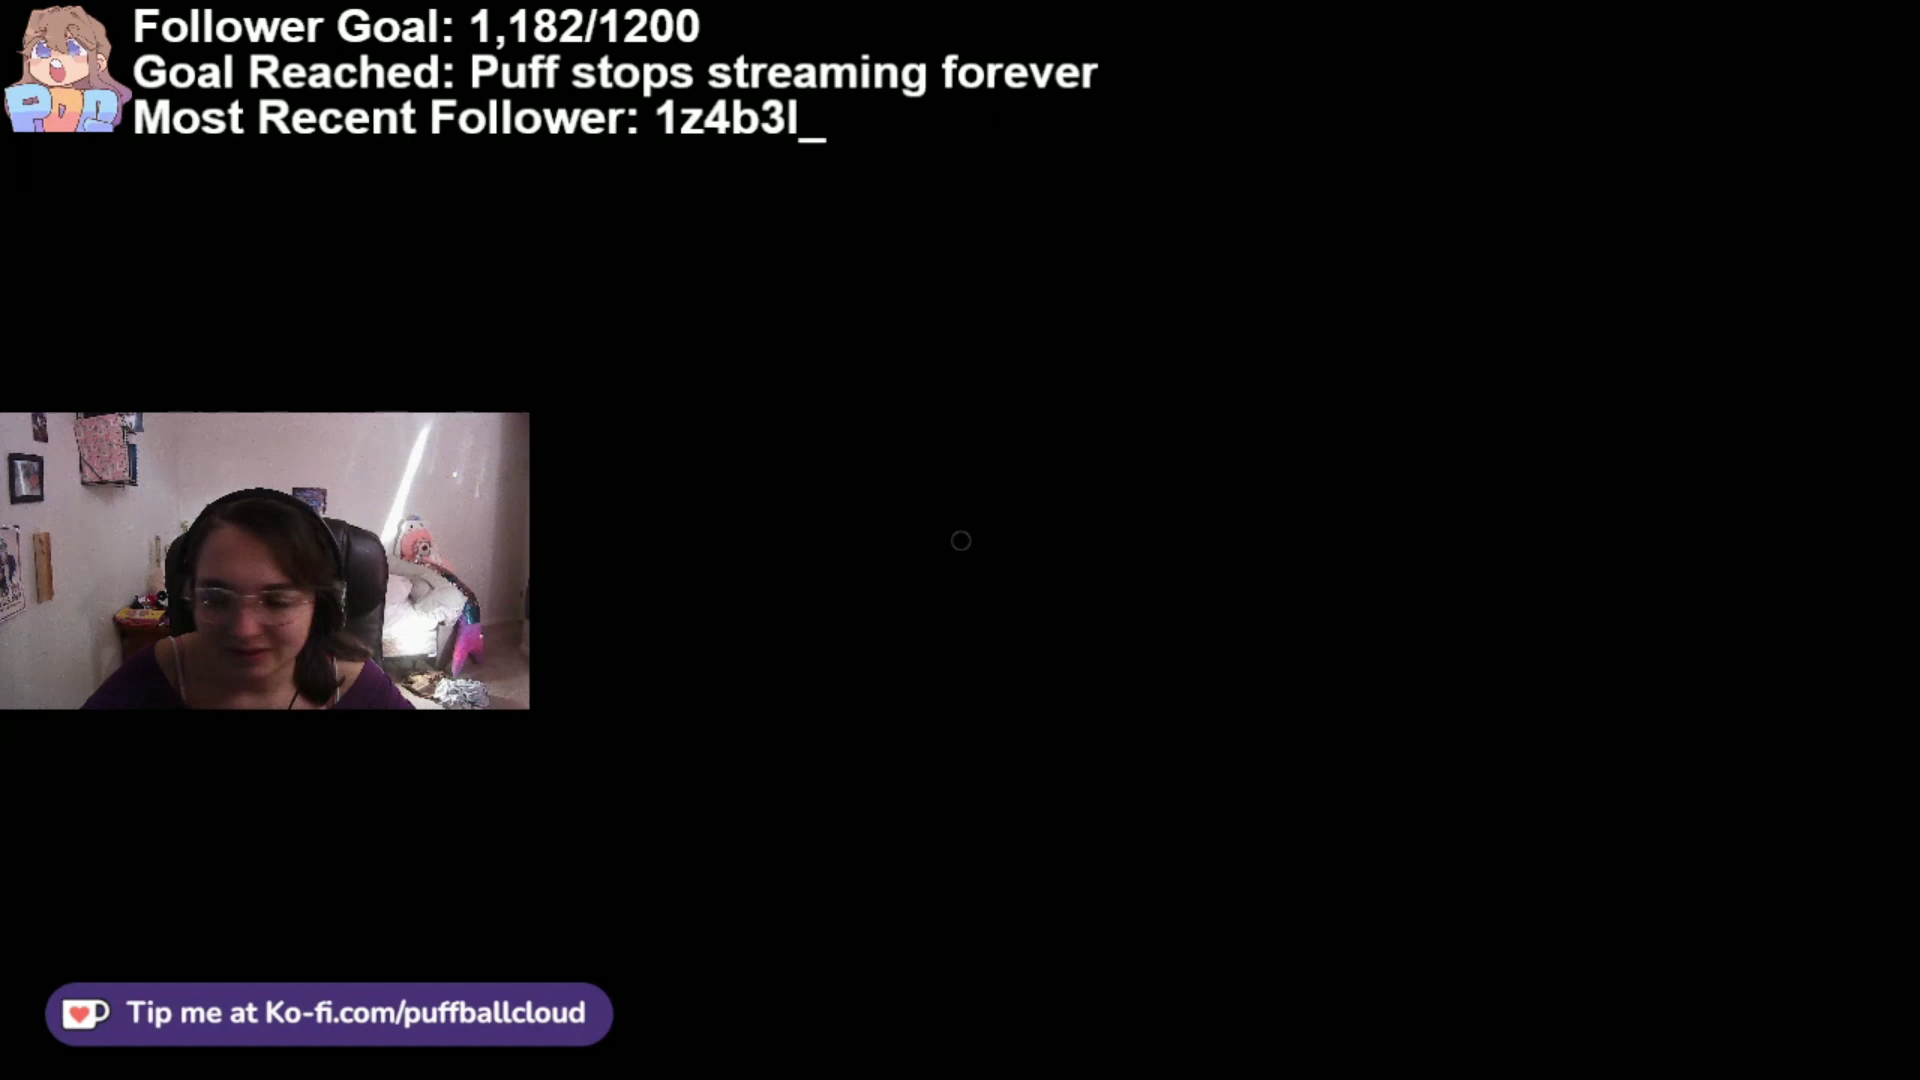 Follower Goal: 1,182/1200
Goal Reached: Puff stops streaming forever
Most Recent Follower: 1z4b3l_
PDC
Tip me at Ko-fi.com/puffballcloud